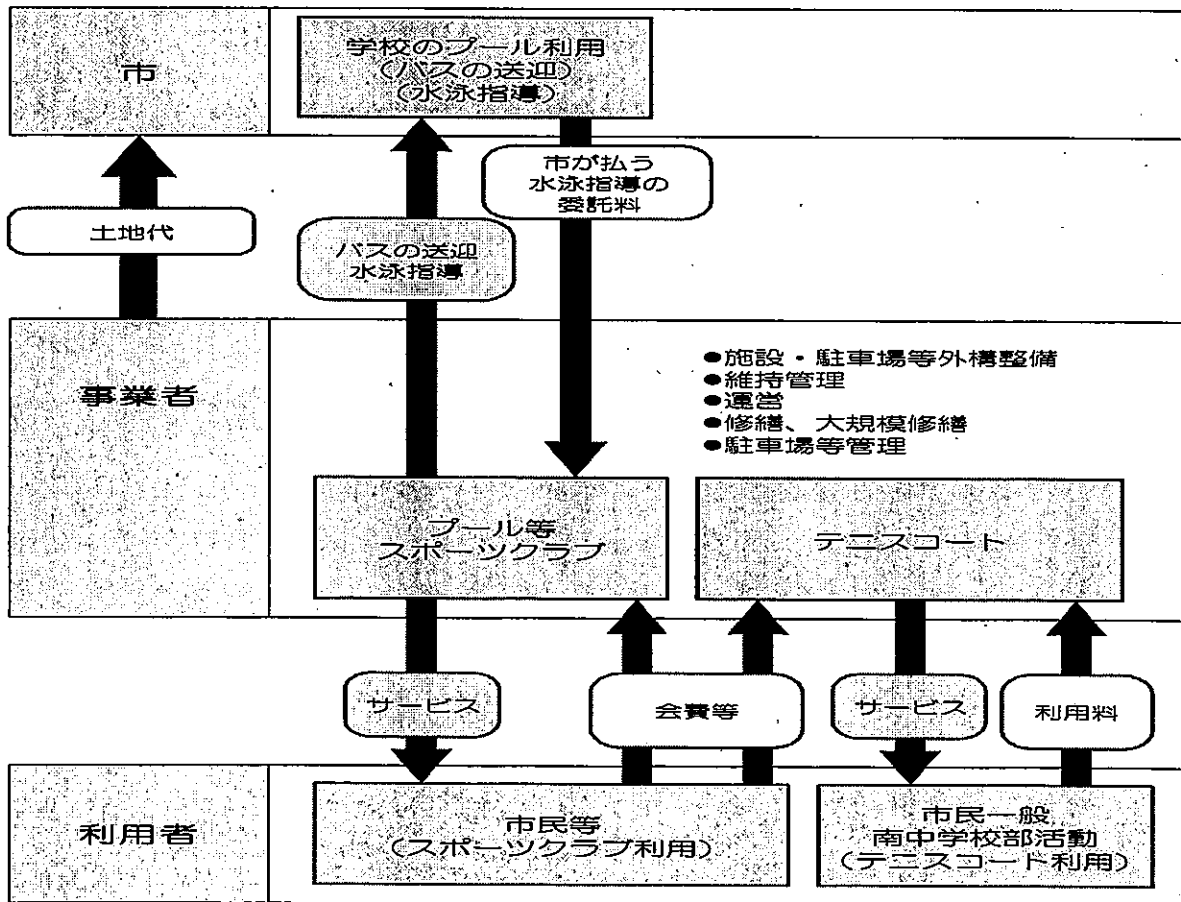 市
学校のプール利用
(バスの送迎)
(水泳指導)
市が払う
水泳指導の
委託料
土地代
バスの送迎
水泳指導
事業者
●施設・駐車場等外構整備
●維持管理
●運営
●修繕、大規模修繕
●駐車場等管理
プール等
スポーツクラブ
テニスコート
サービス
会費等
サービス
利用料
利用者
市民等
(スポーツクラブ利用)
市民一般
南中学校部活動
(テニスコート利用)